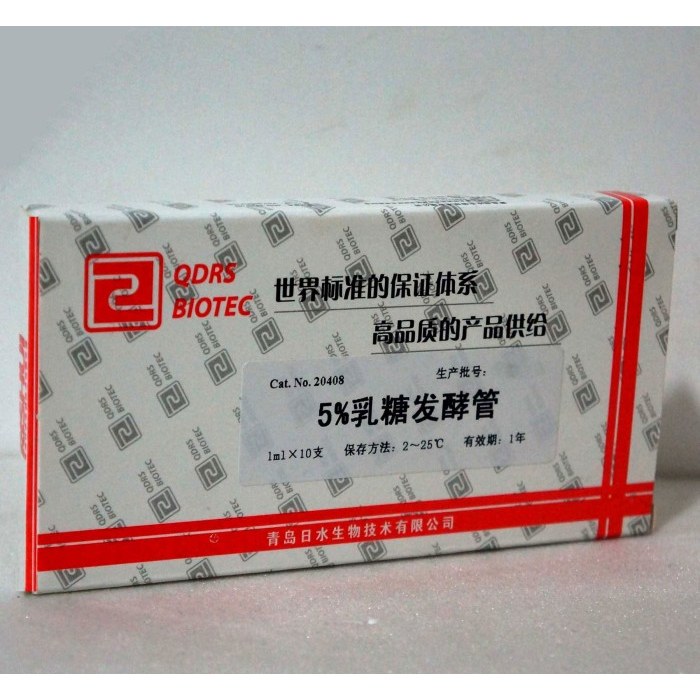 QDRS
BIOTEC
世界标准的保证体系
高品质的产品供给
Cat. No. 20408
生产批号:
5%乳糖发酵管
1ml×10支 保存方法: 2～25℃ 有效期: 1年
青岛日水生物技术有限公司